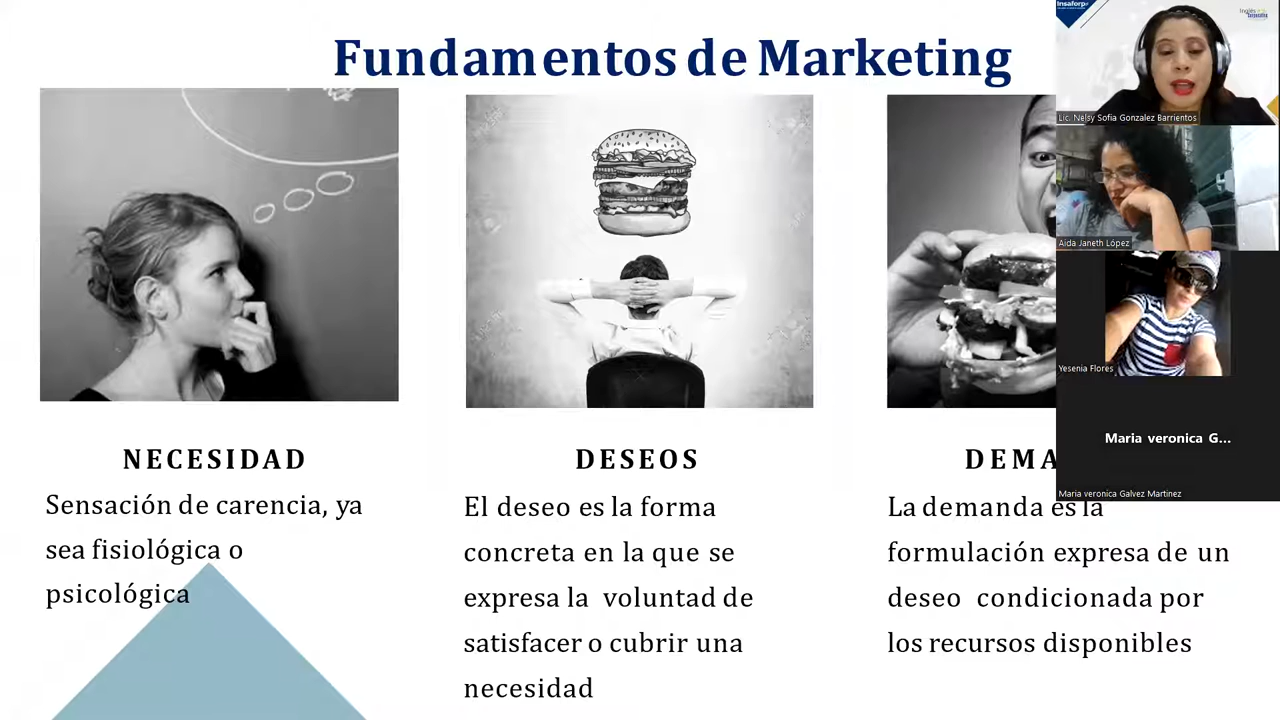 Fundamentos de Marketing
NECESIDAD
Sensación de carencia, ya
sea fisiológica o
psicológica
DESEOS
El deseo es la forma
concreta en la que se
expresa la voluntad de
satisfacer o cubrir una
necesidad
DEMA
La demanda es la
formulación expresa de un
deseo condicionada por
los recursos disponibles
Insaforp
Lic. Nelsy Sofia Gonzalez Barrientos
Aida Janeth López
Yesenia Flores
Maria veronica G...
Maria veronica Galvez Martinez